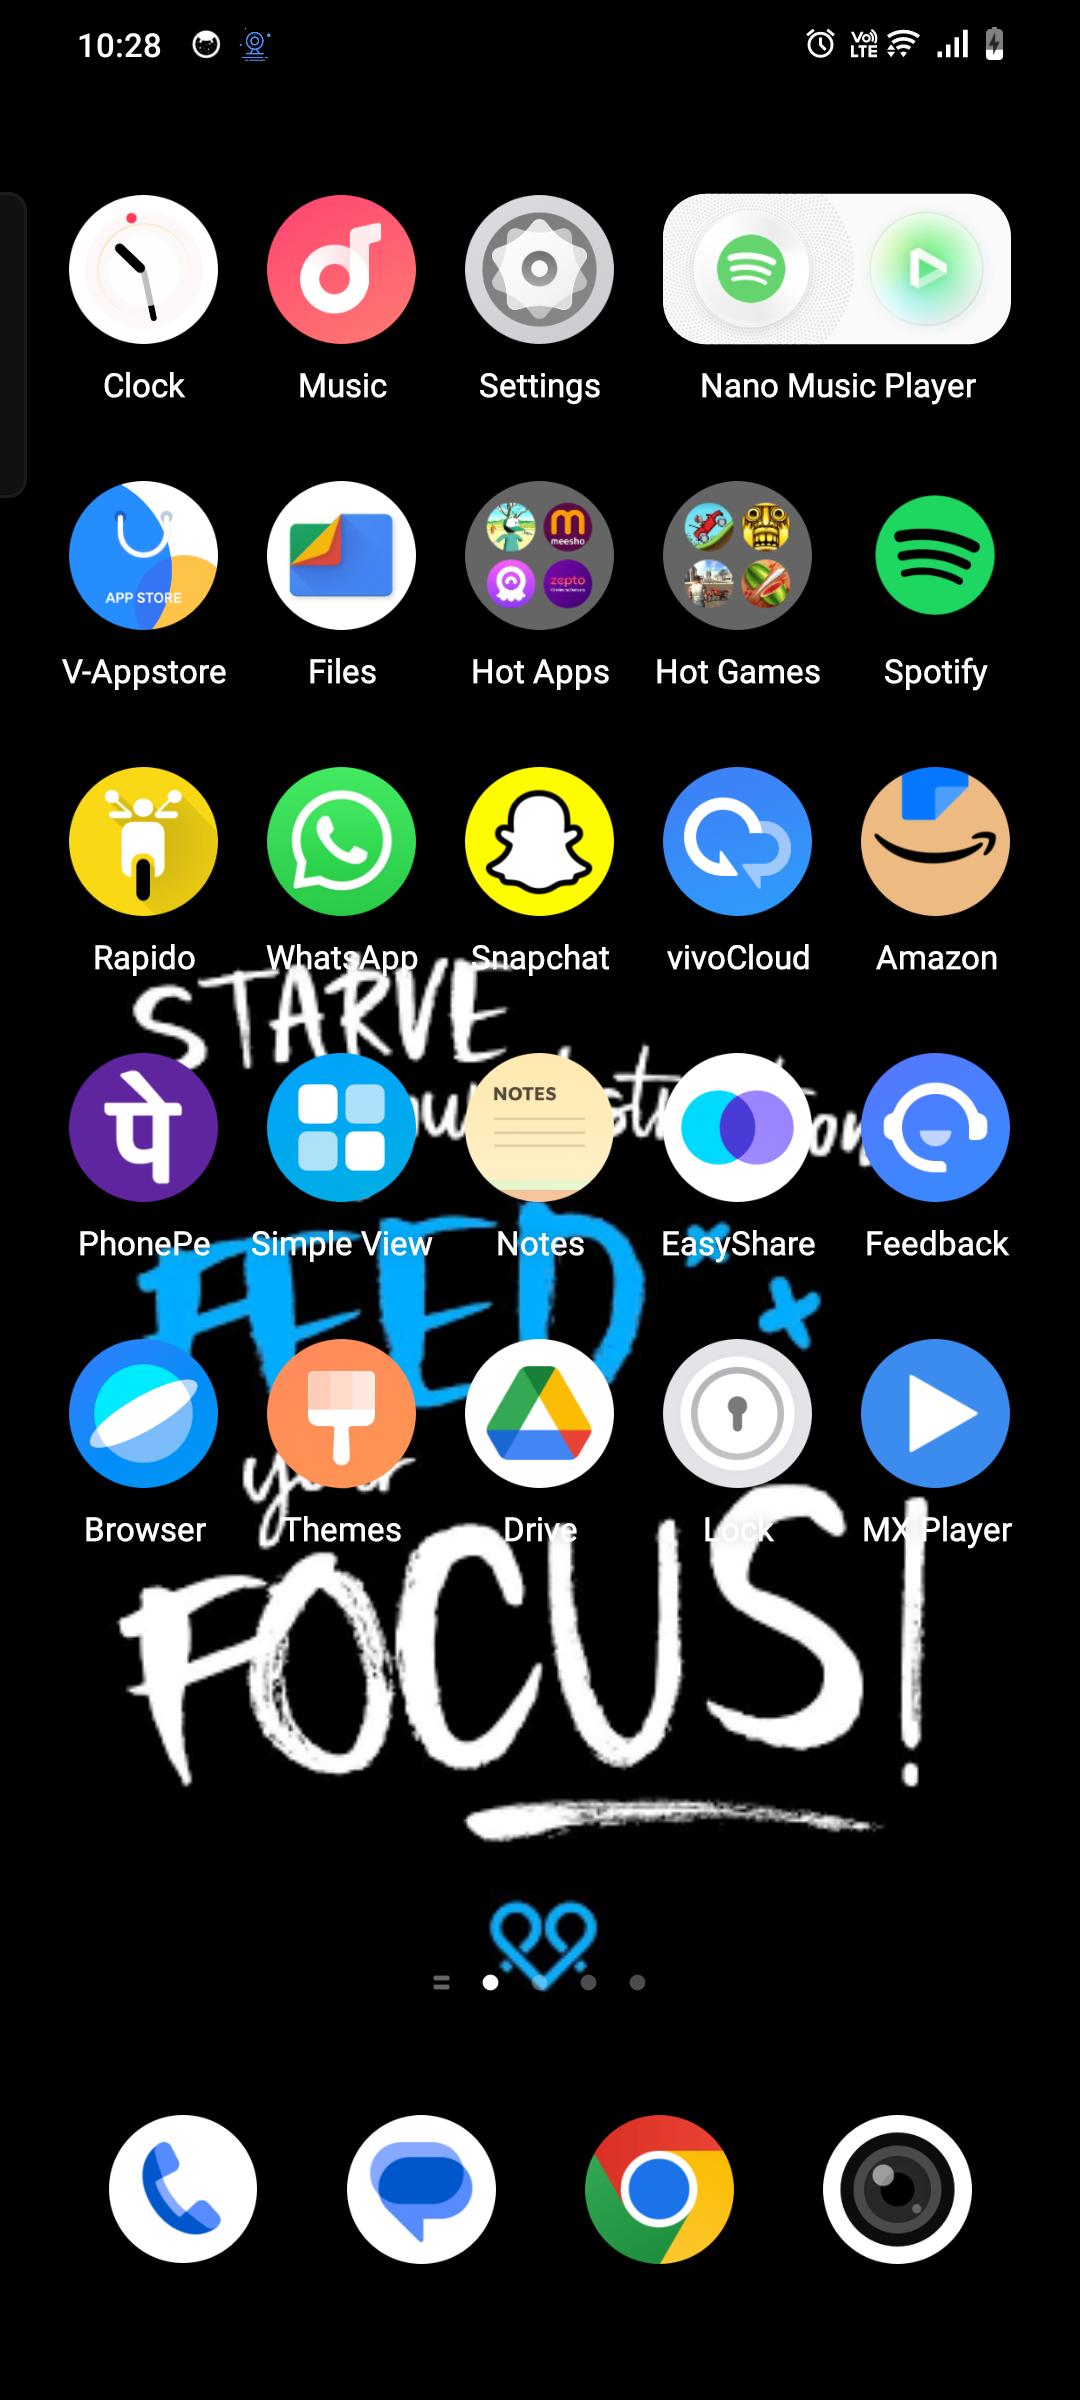 10:28
Vo)) LTE
Clock Music Settings Nano Music Player
APP STORE
meesho
zepto
V-Appstore Files Hot Apps Hot Games Spotify
Rapido WhatsApp Snapchat vivoCloud Amazon
STARVE
NOTES
पे
PhonePe Simple View Notes EasyShare Feedback
FEED
Browser Themes Drive Lock MX Player
your
FOCUS!